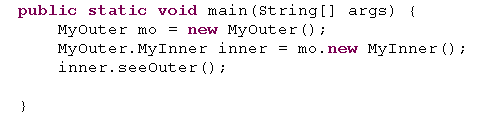 public static void main(String[] args) {
MyOuter mo = new MyOuter();
MyOuter.MyInner inner = mo.new MyInner();
inner.seeOuter();
}